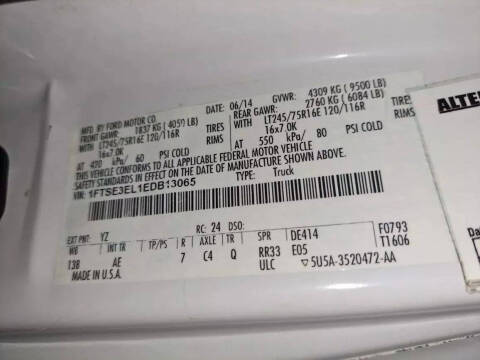 MFD. BY FORD MOTOR CO.
DATE: 06/14 GVWR: 4309 KG ( 9500 LB)
FRONT GAWR: 1837 KG ( 4050 LB)
REAR GAWR: 2760 KG ( 6084 LB)
LT245/75R16E 120/116R TIRES WITH LT245/75R16E 120/116R TIRES
16x7.0K RIMS 16x7.0K RIMS
AT 420 kPa/ 60 PSI COLD AT 550 kPa/ 80 PSI COLD
THIS VEHICLE CONFORMS TO ALL APPLICABLE FEDERAL MOTOR VEHICLE
SAFETY STANDARDS IN EFFECT ON THE DATE OF MANUFACTURE SHOWN ABOVE.
VIN: 1FTSE3EL1EDB13065 TYPE: Truck
EXT PNT: YZ RC: 24 DSO: F0793
WB INT TR TP/PS R AXLE TR SPR DE414 T1606
138 AE 7 C4 Q RR33 E05
MADE IN U.S.A. ULC 5U5A-3520472-AA
ALTE
Da